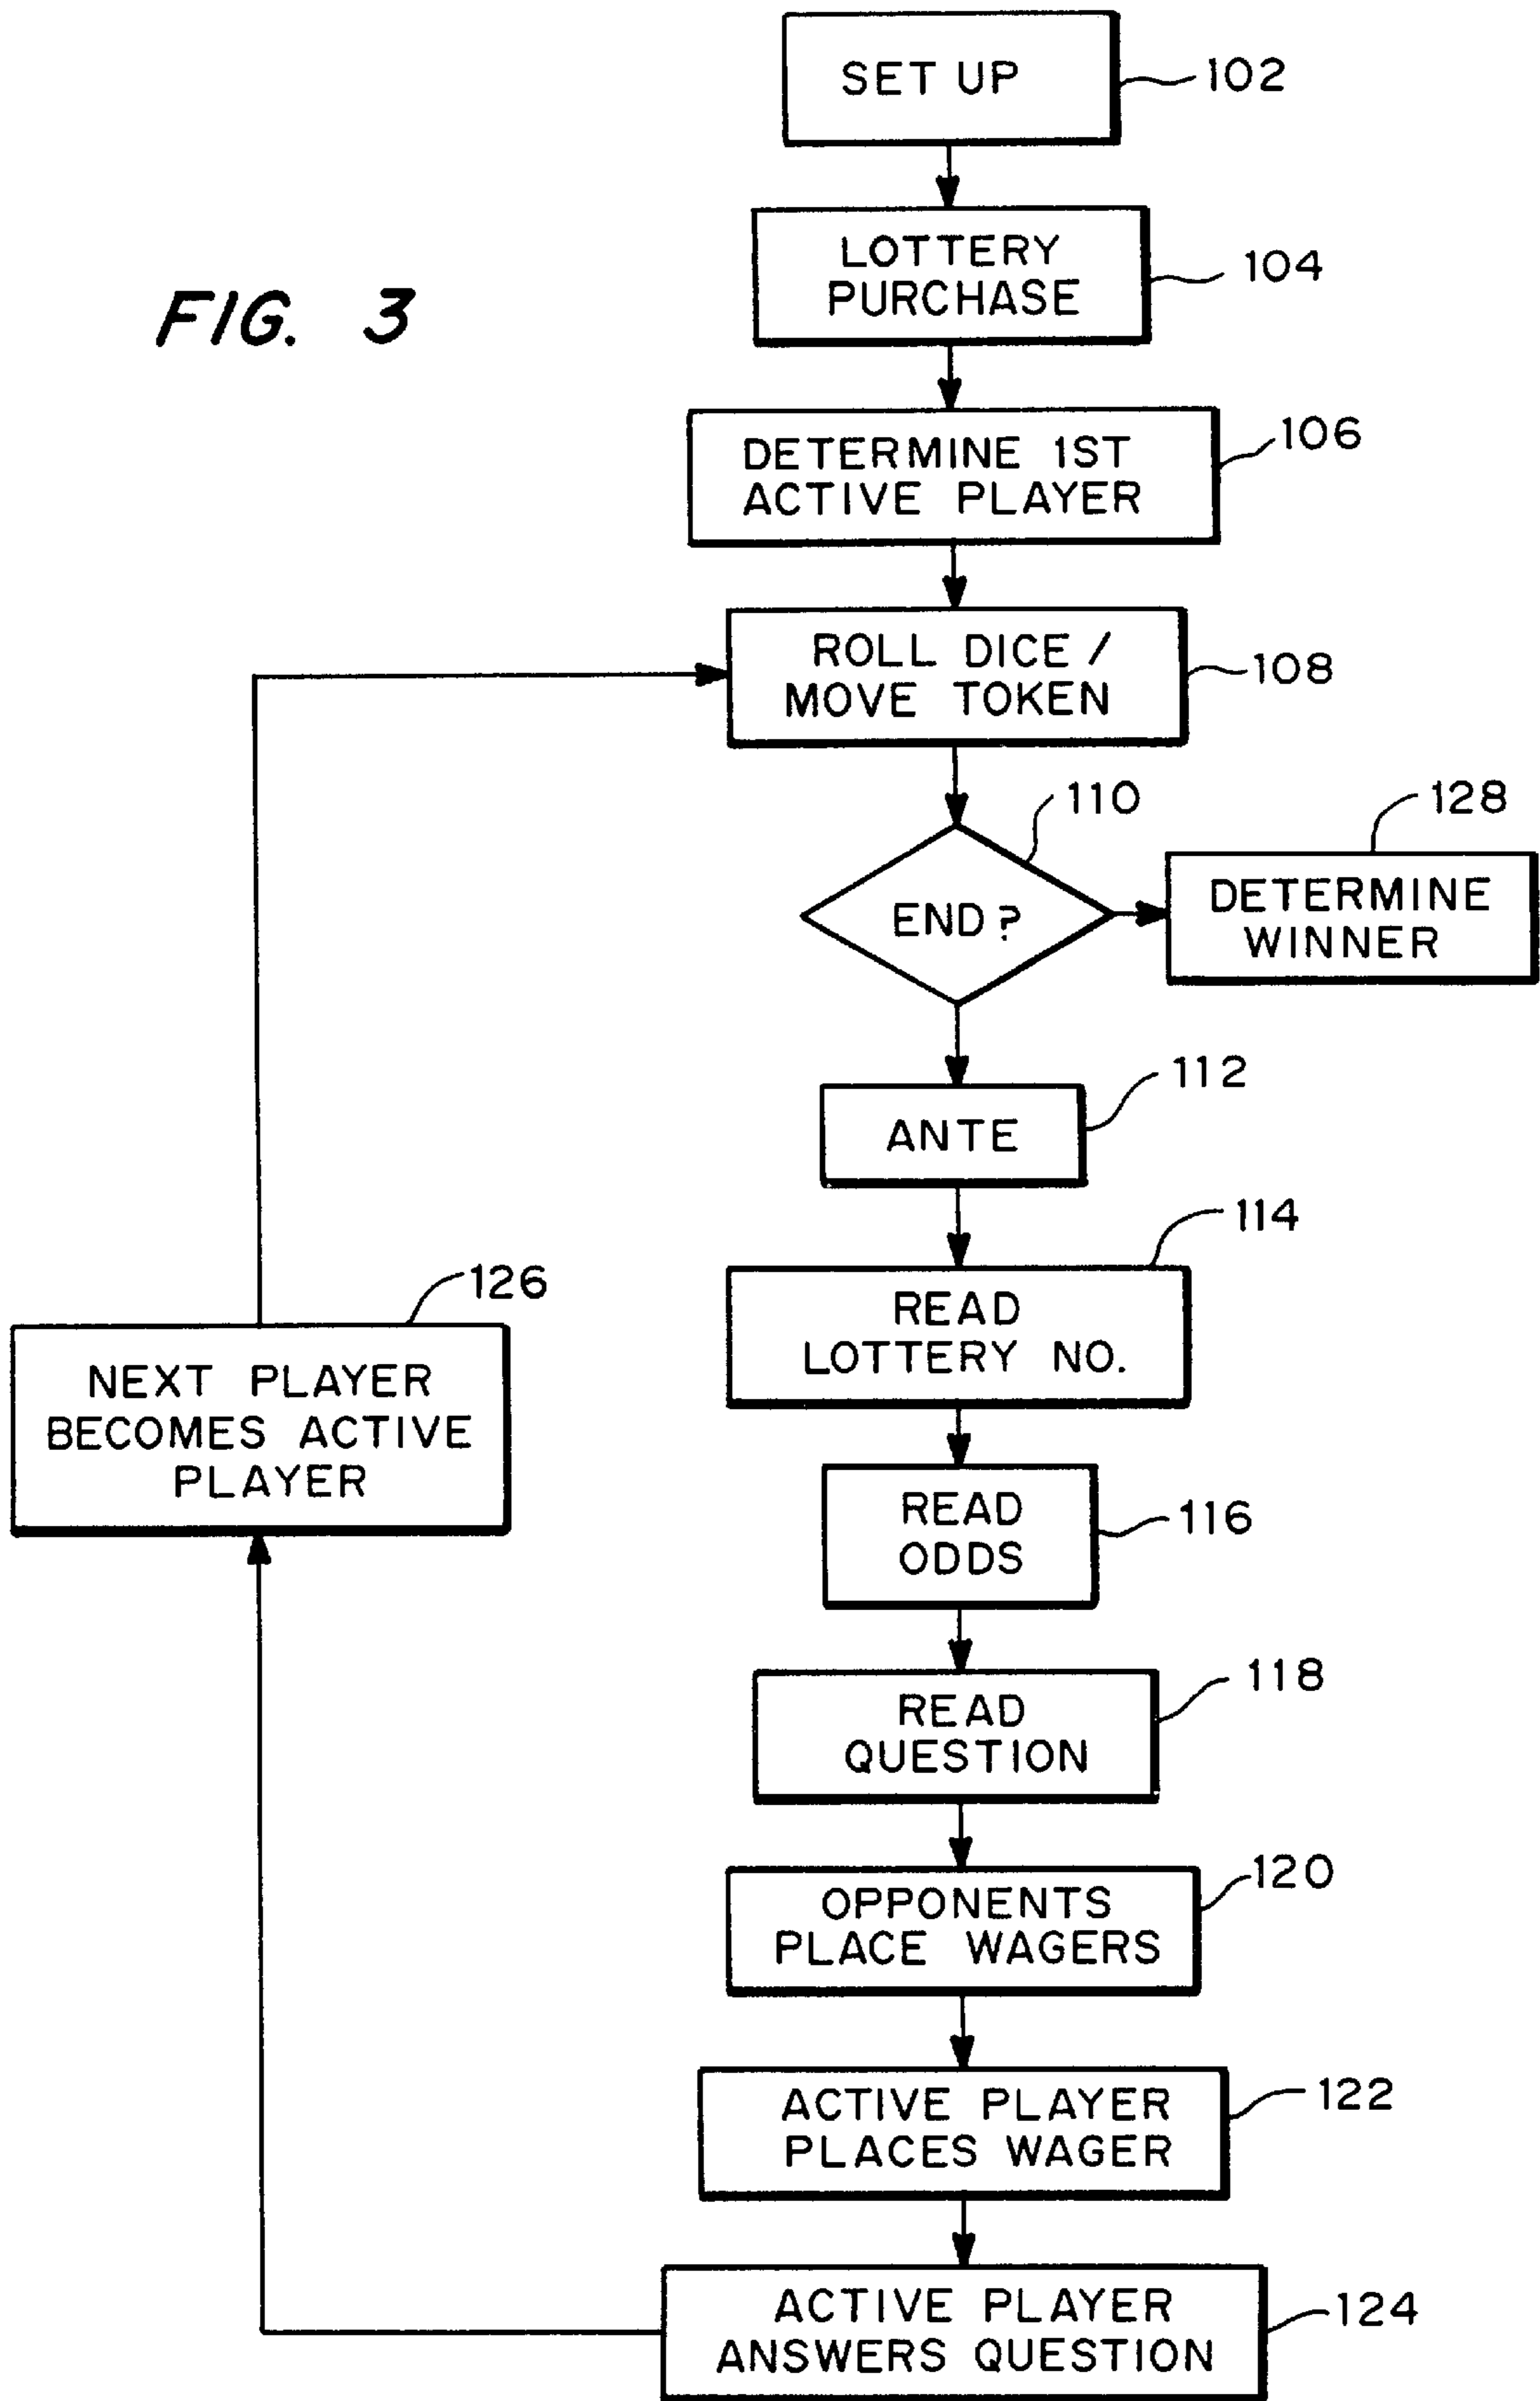 SET UP
102
LOTTERY
PURCHASE
104
FIG. 3
DETERMINE 1ST
ACTIVE PLAYER
106
ROLL DICE /
MOVE TOKEN
108
110
END?
128
DETERMINE
WINNER
112
ANTE
114
READ
LOTTERY NO.
126
NEXT PLAYER
BECOMES ACTIVE
PLAYER
READ
ODDS
116
READ
QUESTION
118
OPPONENTS
PLACE WAGERS
120
ACTIVE PLAYER
PLACES WAGER
122
ACTIVE PLAYER
ANSWERS QUESTION
124